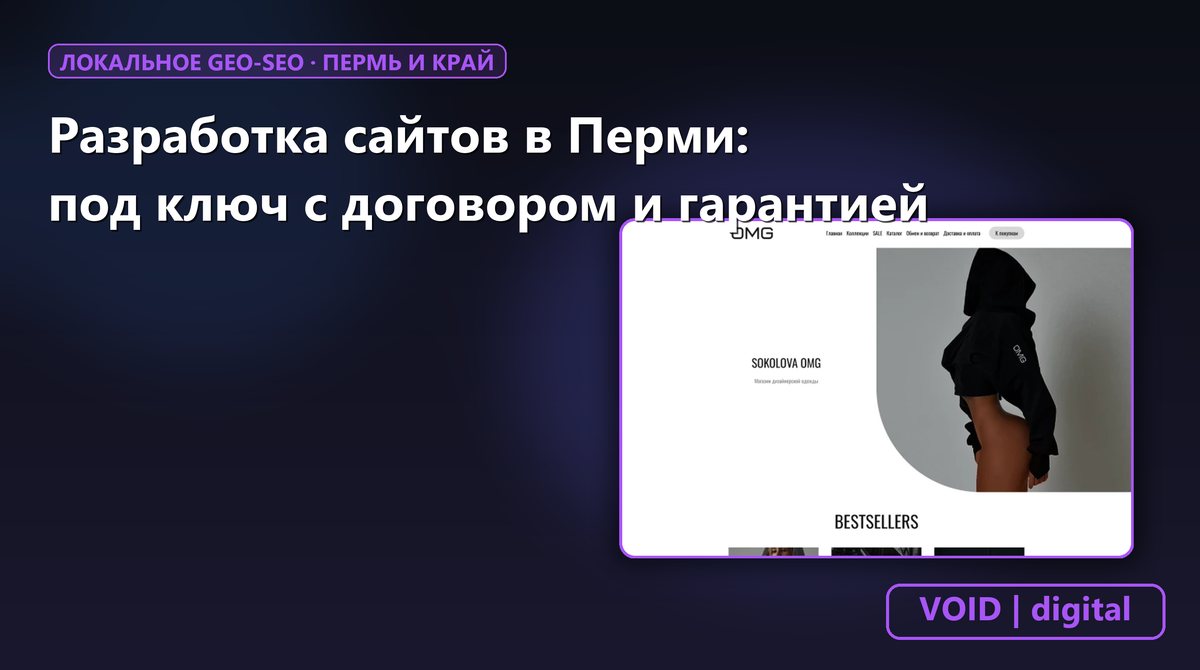 ЛОКАЛЬНОЕ GEO-SEO · ПЕРМЬ И КРАЙ
Разработка сайтов в Перми:
под ключ с договором и гарантией
OMG
Главная Коллекции SALE Каталог Обмен и возврат Доставка и оплата К покупкам
OMG
SOKOLOVA OMG
Магазин дизайнерской одежды
BESTSELLERS
VOID | digital